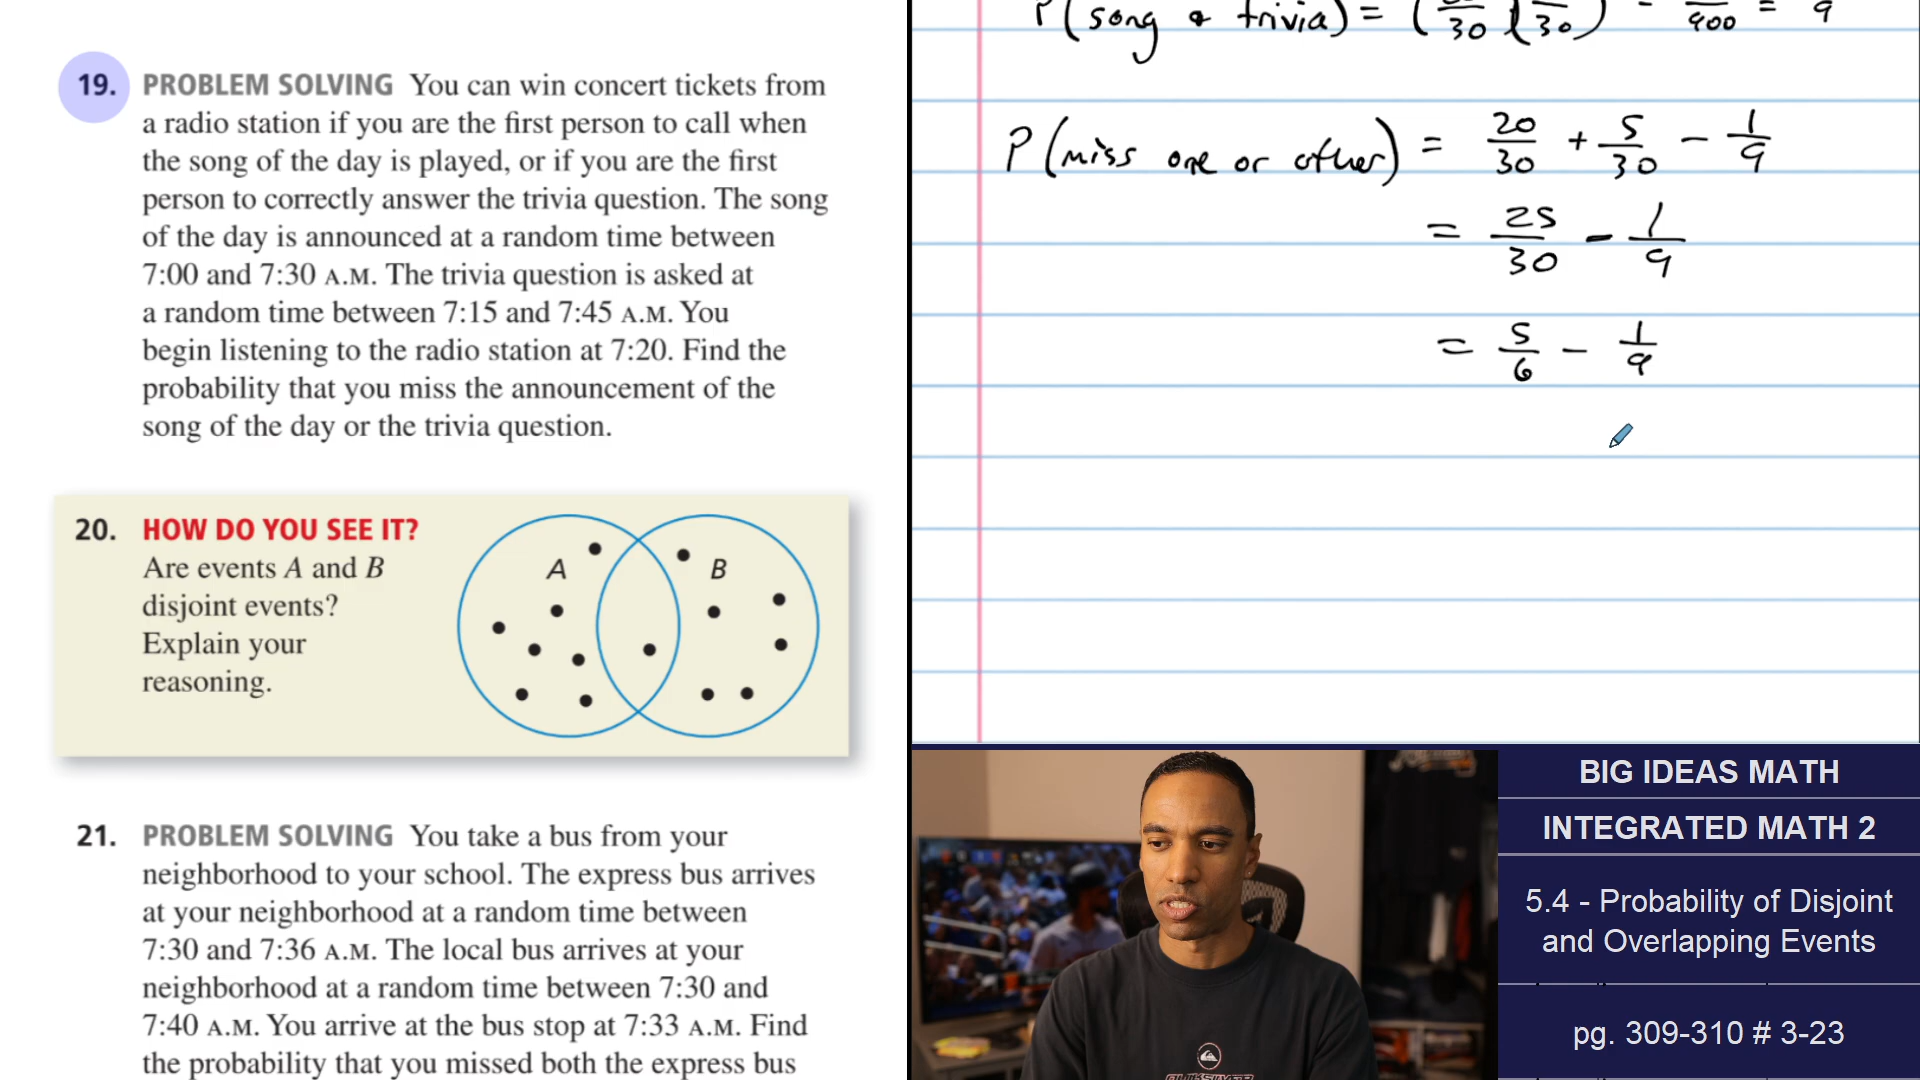 19. PROBLEM SOLVING You can win concert tickets from
a radio station if you are the first person to call when
the song of the day is played, or if you are the first
person to correctly answer the trivia question. The song
of the day is announced at a random time between
7:00 and 7:30 A.M. The trivia question is asked at
a random time between 7:15 and 7:45 A.M. You
begin listening to the radio station at 7:20. Find the
probability that you miss the announcement of the
song of the day or the trivia question.
20. HOW DO YOU SEE IT?
Are events A and B
disjoint events?
Explain your
reasoning.
A B
21. PROBLEM SOLVING You take a bus from your
neighborhood to your school. The express bus arrives
at your neighborhood at a random time between
7:30 and 7:36 A.M. The local bus arrives at your
neighborhood at a random time between 7:30 and
7:40 A.M. You arrive at the bus stop at 7:33 A.M. Find
the probability that you missed both the express bus
P(song & trivia) = (/30)(/30) = /900 = /9
P(miss one or other) = 20/30 + 5/30 - 1/9
= 25/30 - 1/9
= 5/6 - 1/9
BIG IDEAS MATH
INTEGRATED MATH 2
5.4 - Probability of Disjoint
and Overlapping Events
pg. 309-310 # 3-23